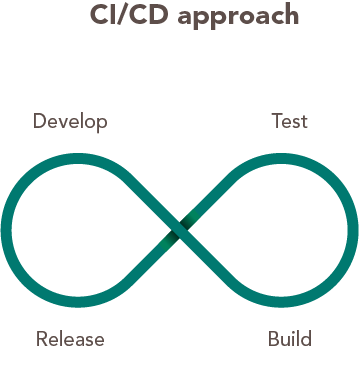 CI/CD approach
Develop
Test
Release
Build